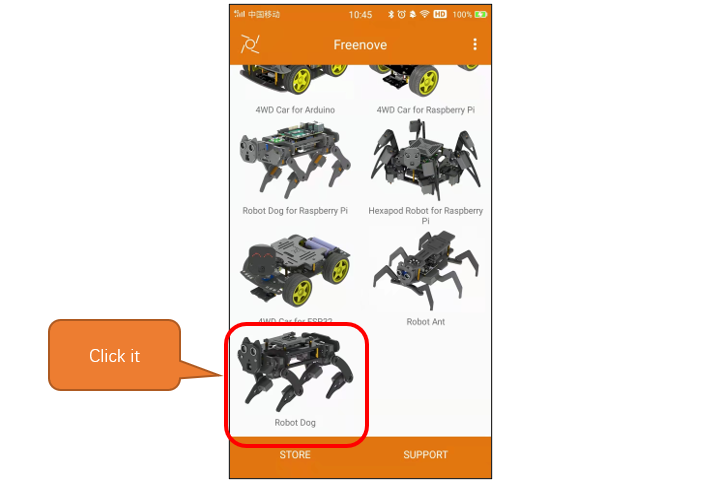 中国移动
10:45
HD
100%
Freenove
4WD Car for Arduino
4WD Car for Raspberry Pi
Robot Dog for Raspberry Pi
Hexapod Robot for Raspberry
Pi
4WD Car for ESP32
Robot Ant
Click it
Robot Dog
STORE
SUPPORT